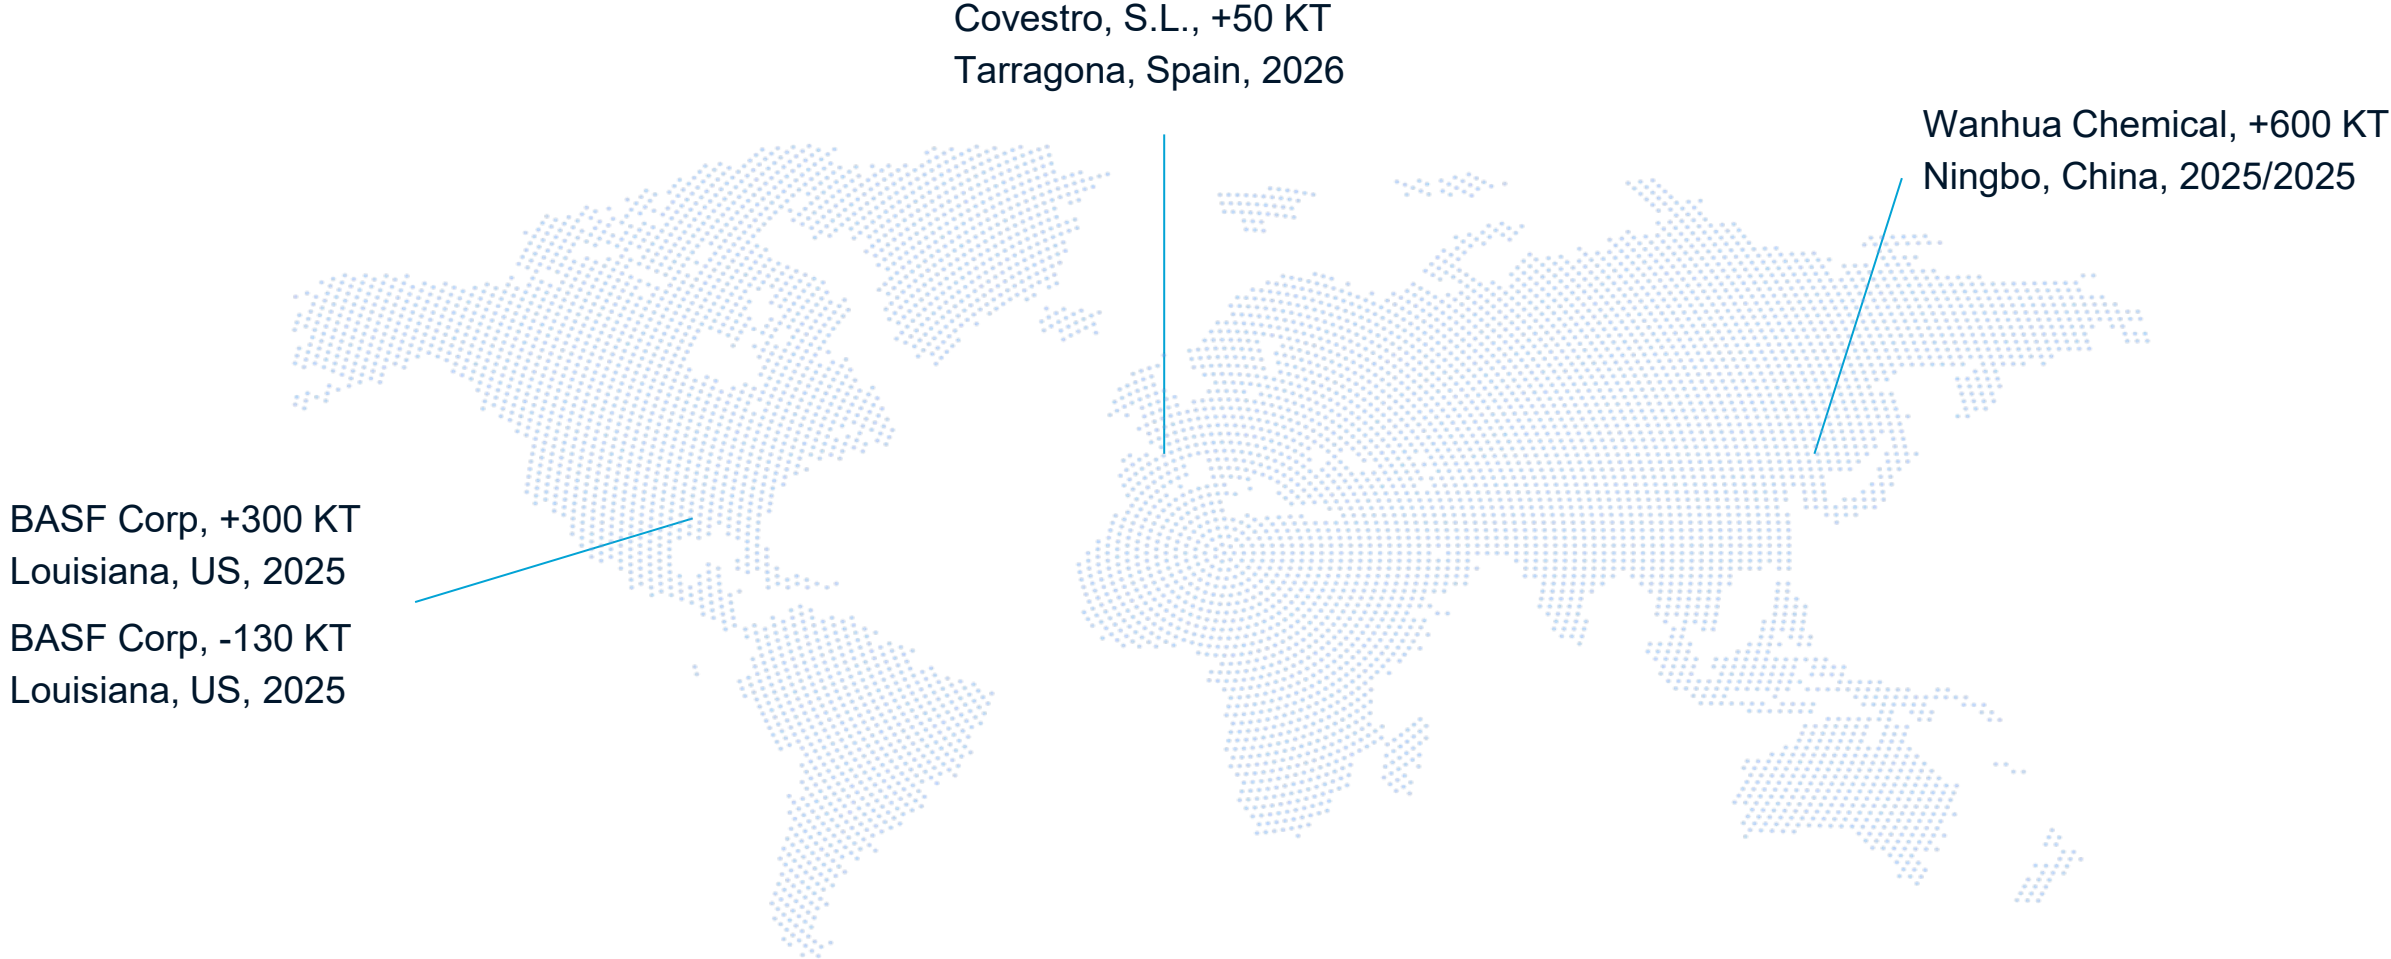 Covestro, S.L., +50 KT
Tarragona, Spain, 2026
Wanhua Chemical, +600 KT
Ningbo, China, 2025/2025
BASF Corp, +300 KT
Louisiana, US, 2025
BASF Corp, -130 KT
Louisiana, US, 2025